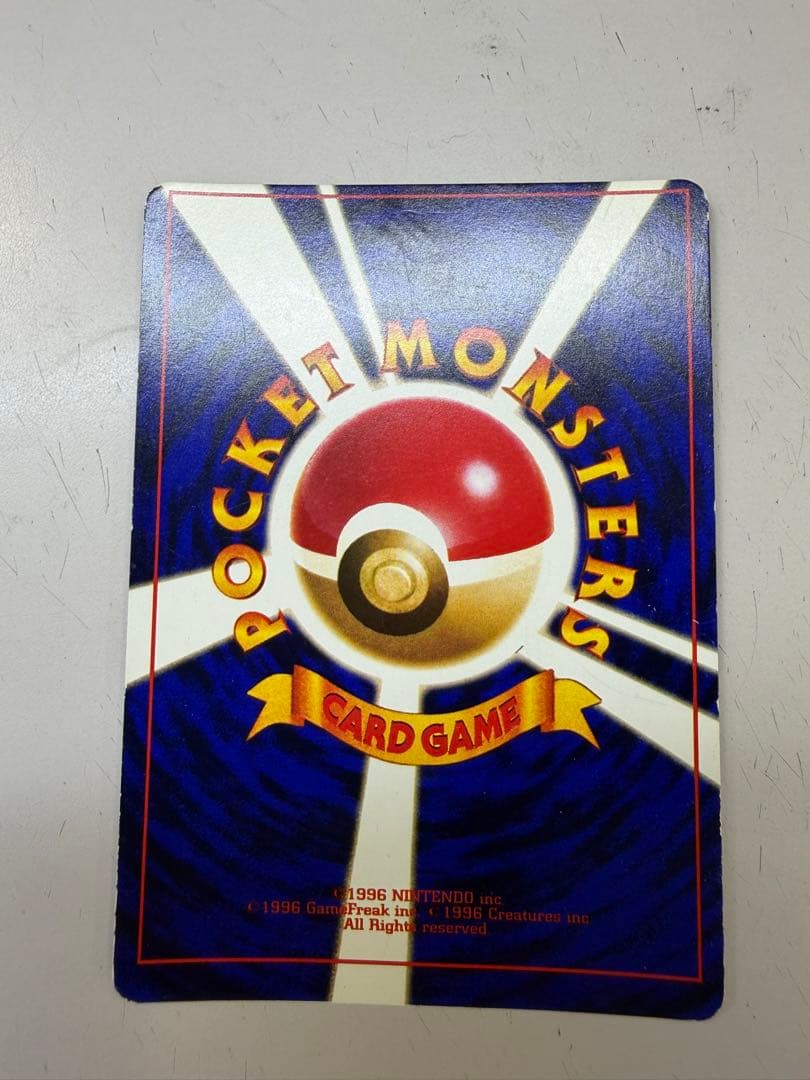 POCKET MONSTERS
CARD GAME
©1996 NINTENDO inc
©1996 GameFreak inc. ©1996 Creatures inc
All Rights reserved